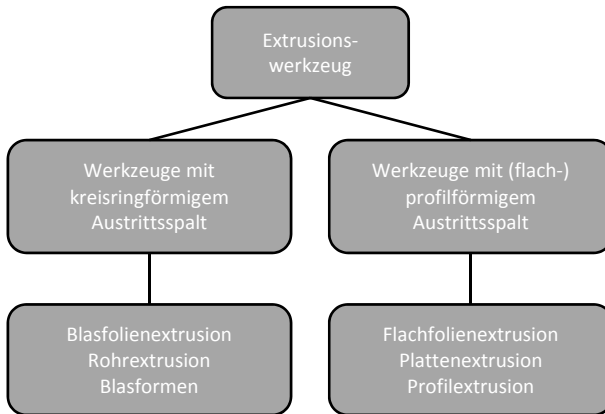 Extrusions-
werkzeug
Werkzeuge mit
kreisringförmigem
Austrittsspalt
Werkzeuge mit (flach-)
profilförmigem
Austrittsspalt
Blasfolienextrusion
Rohrextrusion
Blasformen
Flachfolienextrusion
Plattenextrusion
Profilextrusion